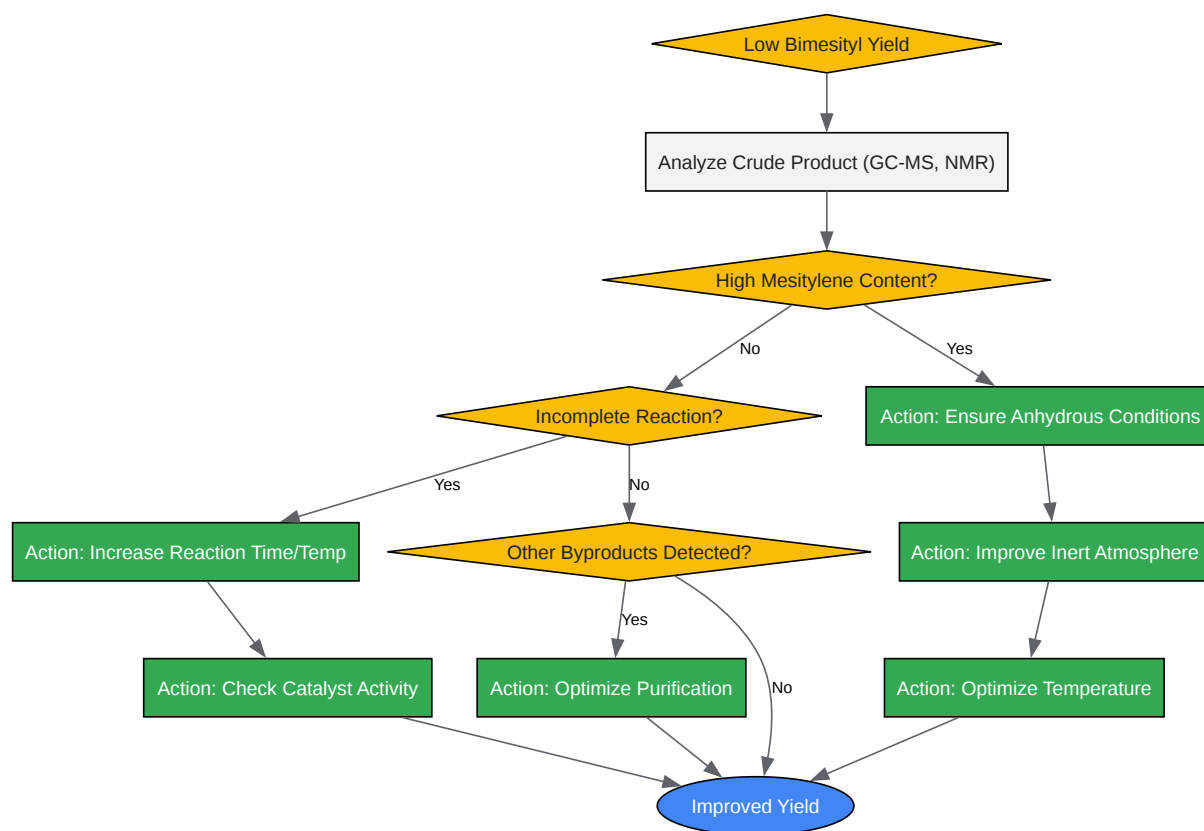 Low Bimesityl Yield
Analyze Crude Product (GC-MS, NMR)
High Mesitylene Content?
No
Yes
Incomplete Reaction?
Action: Ensure Anhydrous Conditions
Yes
No
Action: Increase Reaction Time/Temp
Other Byproducts Detected?
Action: Improve Inert Atmosphere
Yes
No
Action: Check Catalyst Activity
Action: Optimize Purification
Action: Optimize Temperature
Improved Yield